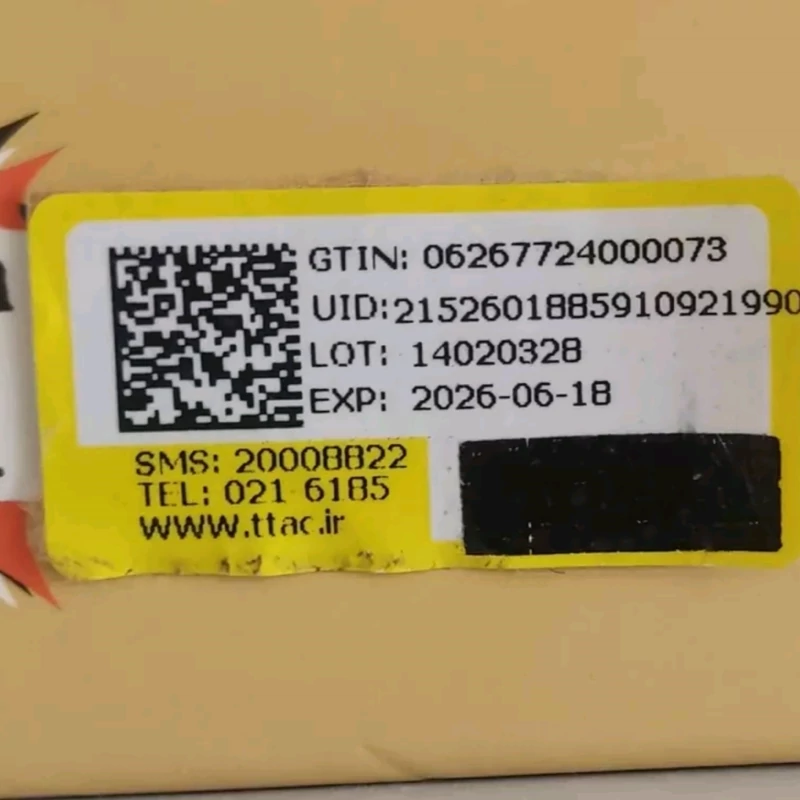 GTIN: 06267724000073
UID:2152601885910921990
LOT: 14020328
EXP: 2026-06-18
SMS: 20008822
TEL: 021 6185
WWW.ttac.ir